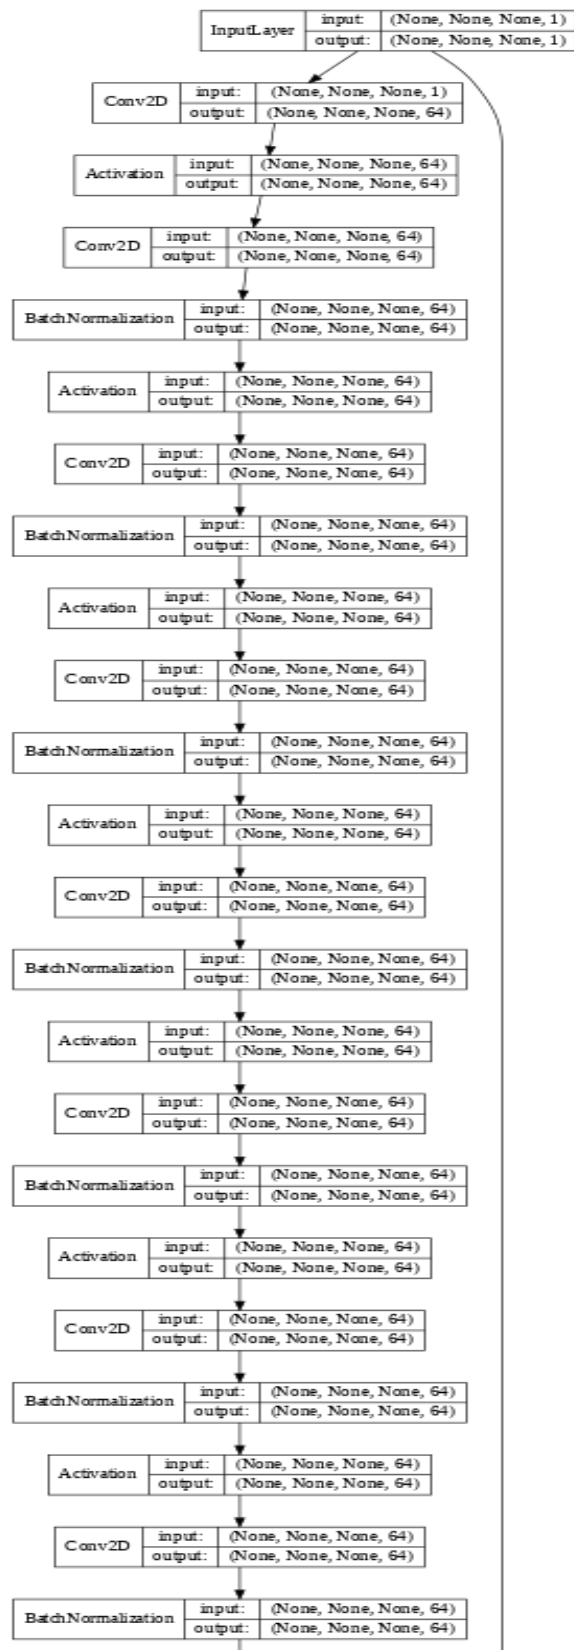 InputLayer
input: (None, None, None, 1)
output: (None, None, None, 1)
Conv2D
input: (None, None, None, 1)
output: (None, None, None, 64)
Activation
input: (None, None, None, 64)
output: (None, None, None, 64)
Conv2D
input: (None, None, None, 64)
output: (None, None, None, 64)
BatchNormalization
input: (None, None, None, 64)
output: (None, None, None, 64)
Activation
input: (None, None, None, 64)
output: (None, None, None, 64)
Conv2D
input: (None, None, None, 64)
output: (None, None, None, 64)
BatchNormalization
input: (None, None, None, 64)
output: (None, None, None, 64)
Activation
input: (None, None, None, 64)
output: (None, None, None, 64)
Conv2D
input: (None, None, None, 64)
output: (None, None, None, 64)
BatchNormalization
input: (None, None, None, 64)
output: (None, None, None, 64)
Activation
input: (None, None, None, 64)
output: (None, None, None, 64)
Conv2D
input: (None, None, None, 64)
output: (None, None, None, 64)
BatchNormalization
input: (None, None, None, 64)
output: (None, None, None, 64)
Activation
input: (None, None, None, 64)
output: (None, None, None, 64)
Conv2D
input: (None, None, None, 64)
output: (None, None, None, 64)
BatchNormalization
input: (None, None, None, 64)
output: (None, None, None, 64)
Activation
input: (None, None, None, 64)
output: (None, None, None, 64)
Conv2D
input: (None, None, None, 64)
output: (None, None, None, 64)
BatchNormalization
input: (None, None, None, 64)
output: (None, None, None, 64)
Activation
input: (None, None, None, 64)
output: (None, None, None, 64)
Conv2D
input: (None, None, None, 64)
output: (None, None, None, 64)
BatchNormalization
input: (None, None, None, 64)
output: (None, None, None, 64)